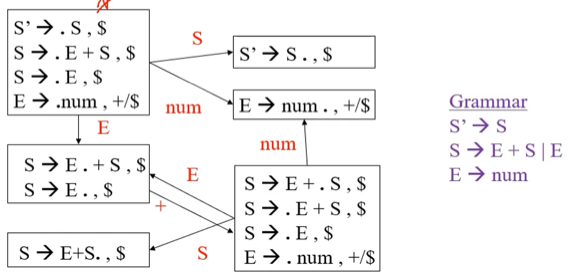 S' → . S , $
S → . E + S , $
S → . E , $
E → .num , +/$
S
S' → S . , $
num
E → num . , +/$
E
num
S → E . + S , $
S → E . , $
E
+
S → E + . S , $
S → . E + S , $
S → . E , $
E → . num , +/$
S → E+S. , $
S
Grammar
S' → S
S → E + S | E
E → num